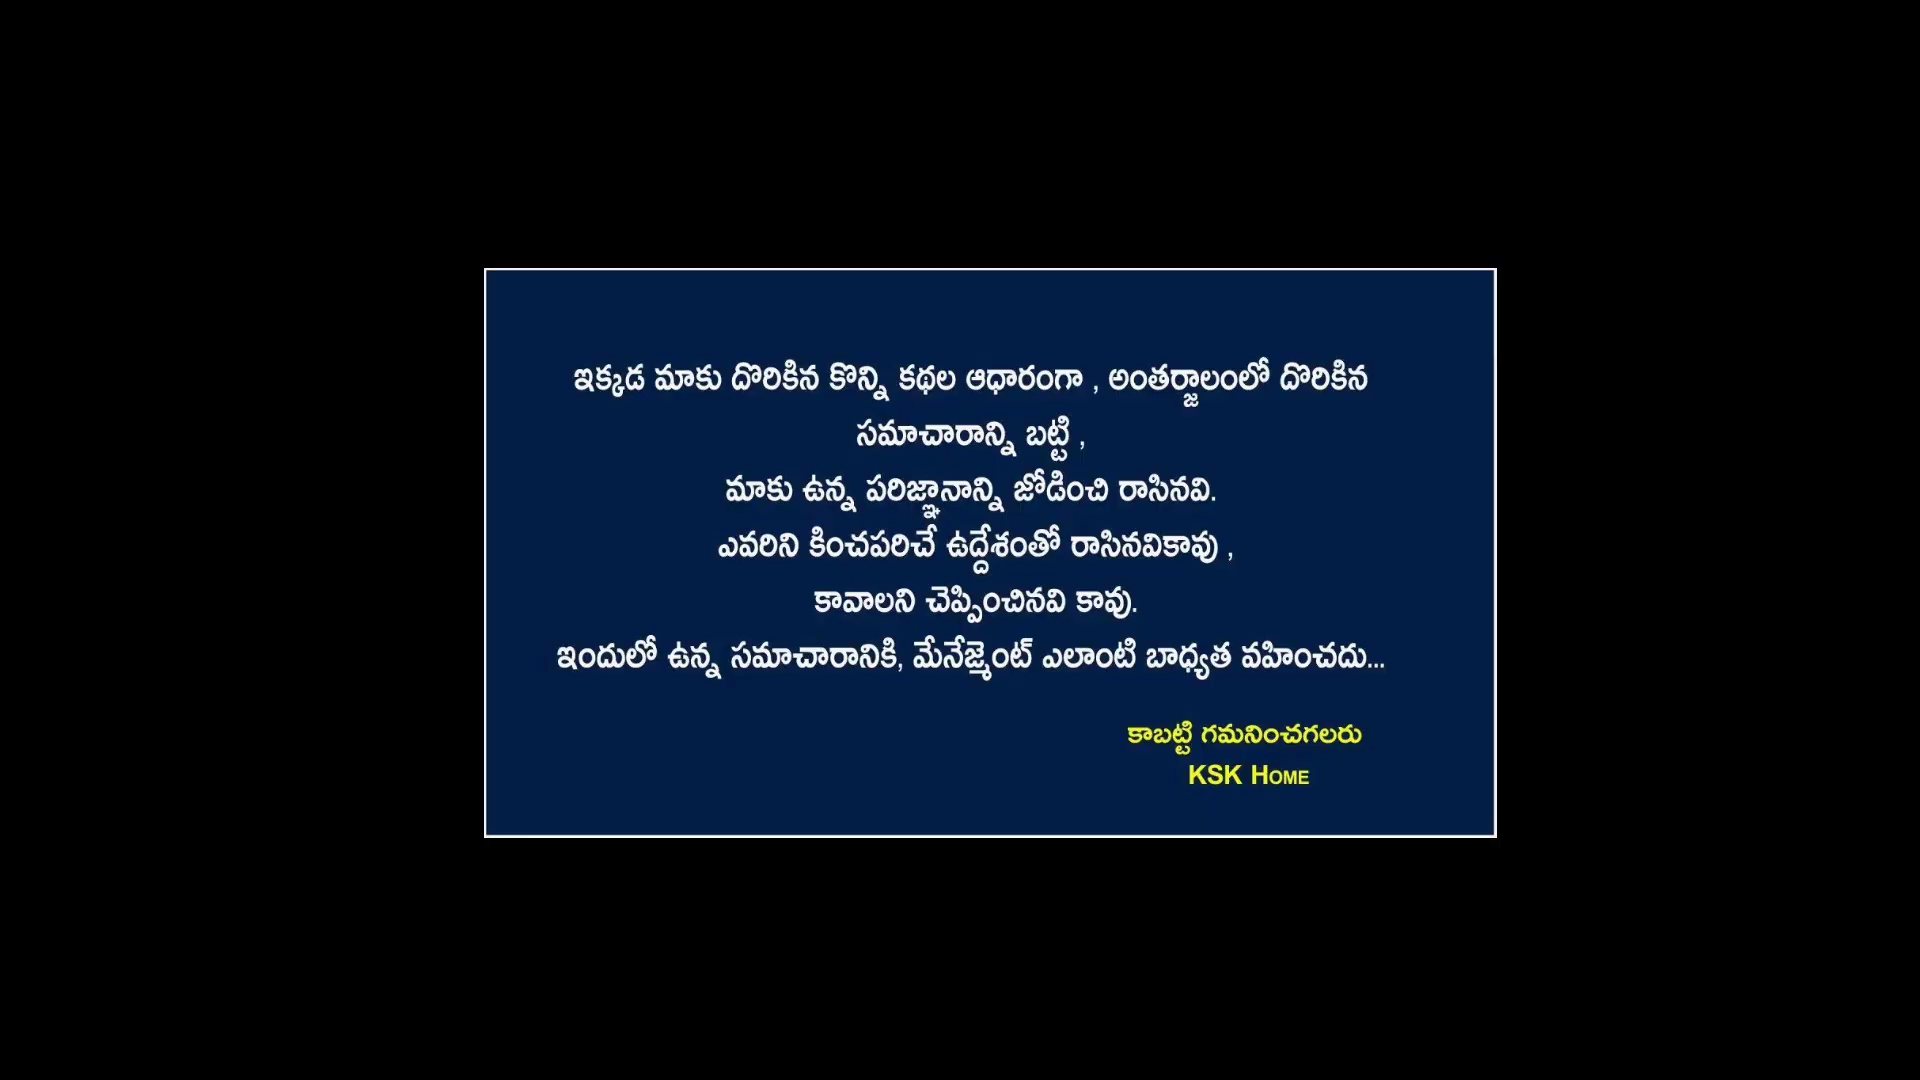 ఇక్కడ మాకు దొరికిన కొన్ని కథల ఆధారంగా , అంతర్జాలంలో దొరికిన
సమాచారాన్ని బట్టి ,
మాకు ఉన్న పరిజ్ఞానాన్ని జోడించి రాసినవి.
ఎవరిని కించపరిచే ఉద్దేశంతో రాసినవికావు ,
కావాలని చెప్పించినవి కావు.
ఇందులో ఉన్న సమాచారానికి, మేనేజ్మెంట్ ఎలాంటి బాధ్యత వహించదు...
కాబట్టి గమనించగలరు
KSK HOME